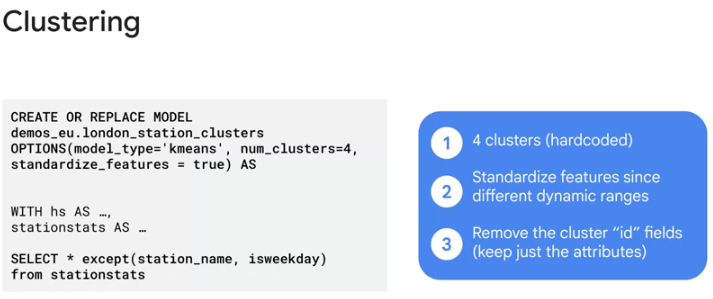 Clustering
CREATE OR REPLACE MODEL
demos_eu.london_station_clusters
OPTIONS(model_type='kmeans', num_clusters=4,
standardize_features = true) AS
WITH hs AS …,
stationstats AS …
SELECT * except(station_name, isweekday)
from stationstats
1 4 clusters (hardcoded)
2 Standardize features since
different dynamic ranges
3 Remove the cluster “id” fields
(keep just the attributes)